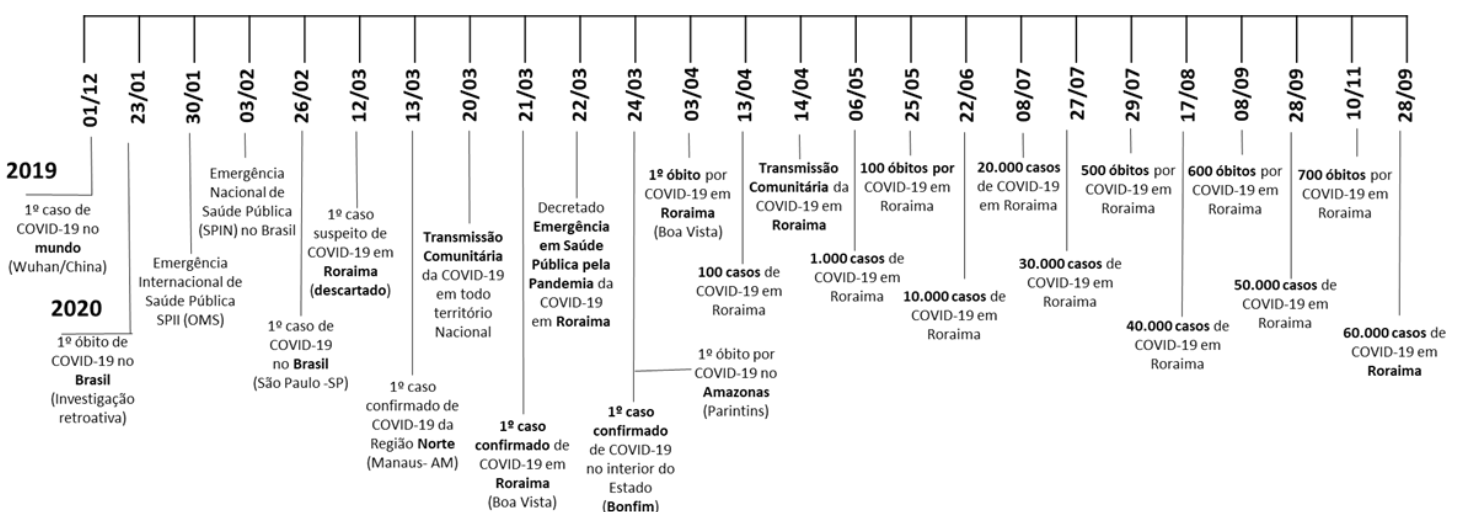 01/12
23/01
30/01
03/02
26/02
12/03
13/03
20/03
21/03
22/03
24/03
03/04
13/04
14/04
06/05
25/05
22/06
08/07
27/07
29/07
17/08
08/09
28/09
10/11
28/09
2019
1º caso de
COVID-19 no
mundo
(Wuhan/China)
2020
1º óbito de
COVID-19 no
Brasil
(Investigação
retroativa)
Emergência
Internacional de
Saúde Pública
SPII (OMS)
Emergência
Nacional de
Saúde Pública
(SPIN) no Brasil
1º caso de
COVID-19
no Brasil
(São Paulo -SP)
1º caso
suspeito de
COVID-19 em
Roraima
(descartado)
1º caso
confirmado de
COVID-19 da
Região Norte
(Manaus- AM)
Transmissão
Comunitária
da COVID-19
em todo
território
Nacional
1º caso
confirmado de
COVID-19 em
Roraima
(Boa Vista)
Decretado
Emergência
em Saúde
Pública pela
Pandemia da
COVID-19
em Roraima
1º caso
confirmado
de COVID-19
no interior do
Estado
(Bonfim)
1º óbito por
COVID-19 no
Amazonas
(Parintins)
1º óbito por
COVID-19 em
Roraima
(Boa Vista)
100 casos de
COVID-19 em
Roraima
Transmissão
Comunitária da
COVID-19 em
Roraima
1.000 casos de
COVID-19 em
Roraima
100 óbitos por
COVID-19 em
Roraima
10.000 casos de
COVID-19 em
Roraima
20.000 casos
de COVID-19
em Roraima
30.000 casos de
COVID-19 em
Roraima
500 óbitos por
COVID-19 em
Roraima
40.000 casos de
COVID-19 em
Roraima
600 óbitos por
COVID-19 em
Roraima
50.000 casos de
COVID-19 em
Roraima
700 óbitos por
COVID-19 em
Roraima
60.000 casos de
COVID-19 em
Roraima